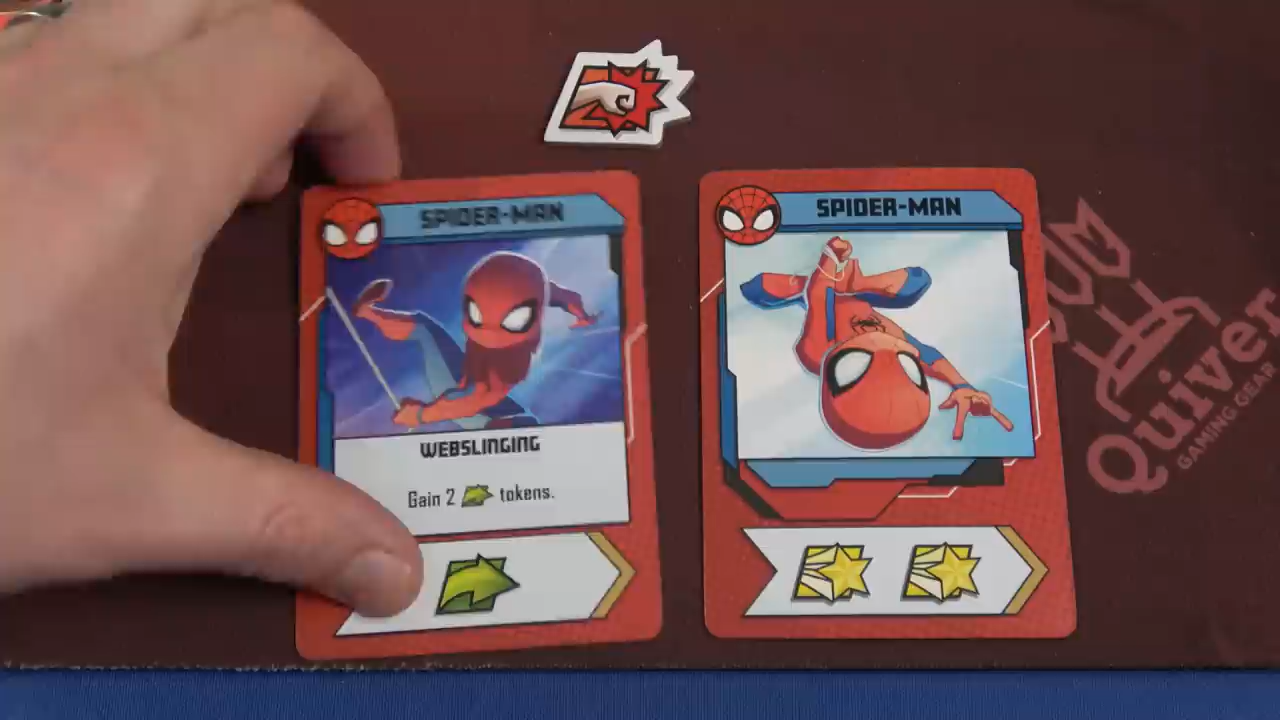 SPIDER-MAN
WEBSLINGING
Gain 2 tokens.
SPIDER-MAN
Quiver
GAMING GEAR